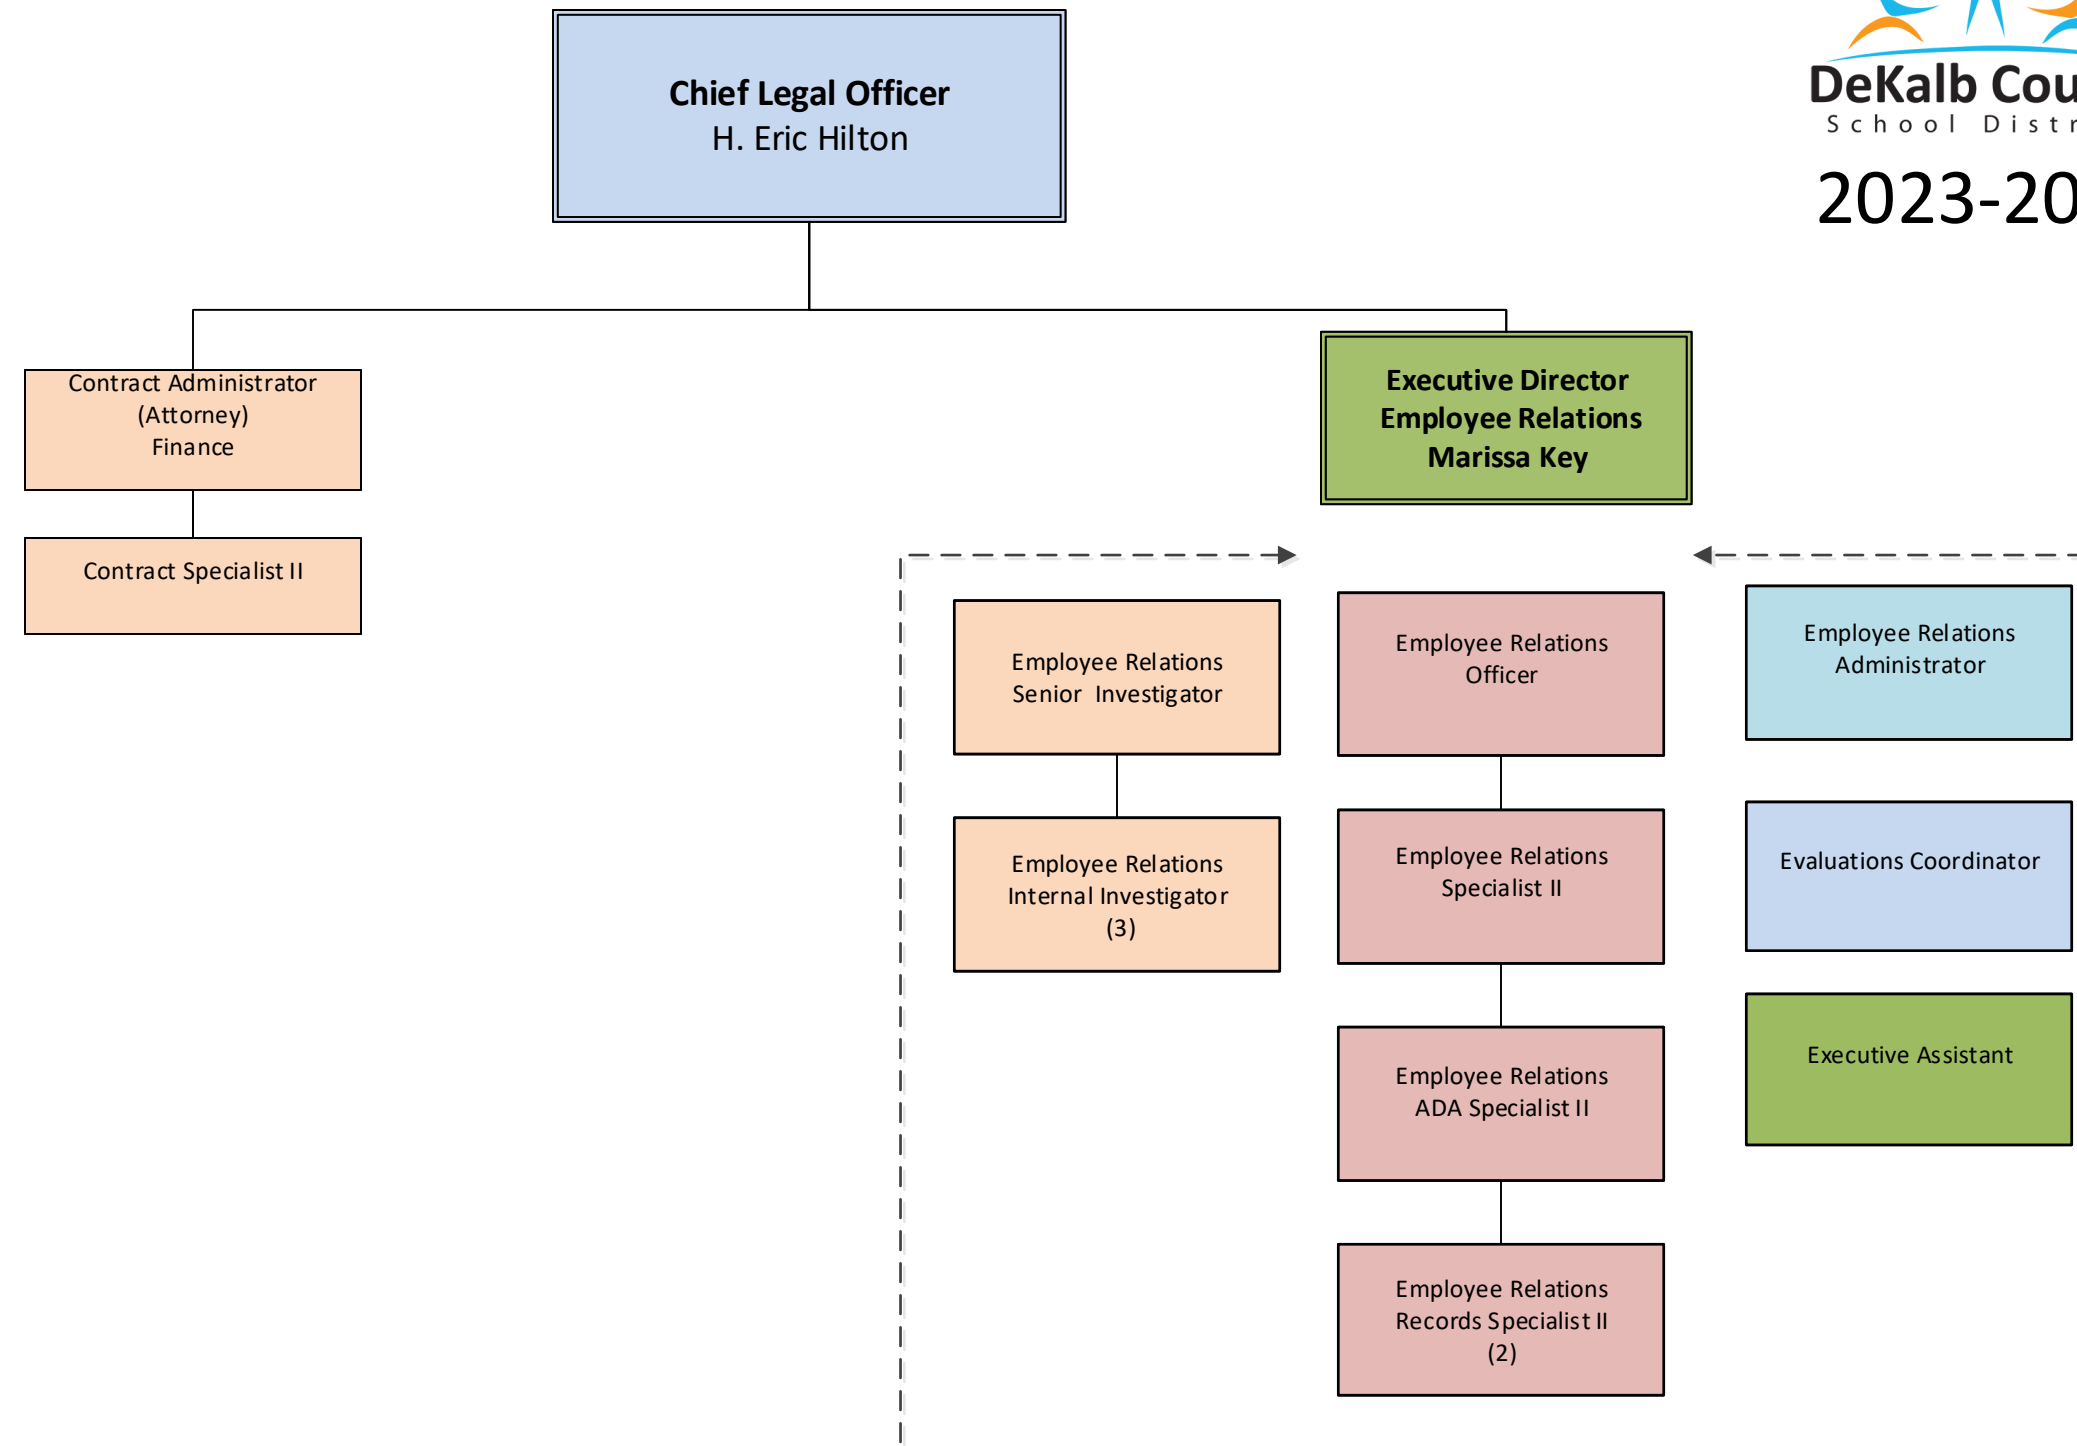 Chief Legal Officer
H. Eric Hilton
DeKalb Cou
School Distr
2023-20
Contract Administrator
(Attorney)
Finance
Contract Specialist II
Executive Director
Employee Relations
Marissa Key
Employee Relations
Senior Investigator
Employee Relations
Internal Investigator
(3)
Employee Relations
Officer
Employee Relations
Specialist II
Employee Relations
ADA Specialist II
Employee Relations
Records Specialist II
(2)
Employee Relations
Administrator
Evaluations Coordinator
Executive Assistant